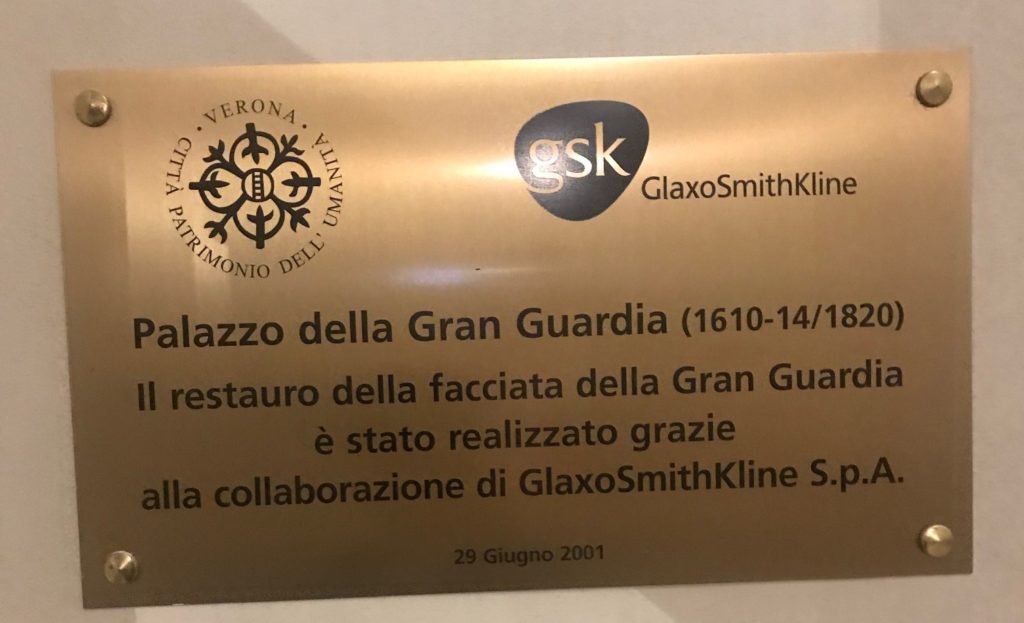 · VERONA ·
CITTÀ PATRIMONIO DELL' UMANITÀ
gsk
GlaxoSmithKline
Palazzo della Gran Guardia (1610-14/1820)
Il restauro della facciata della Gran Guardia
è stato realizzato grazie
alla collaborazione di GlaxoSmithKline S.p.A.
29 Giugno 2001